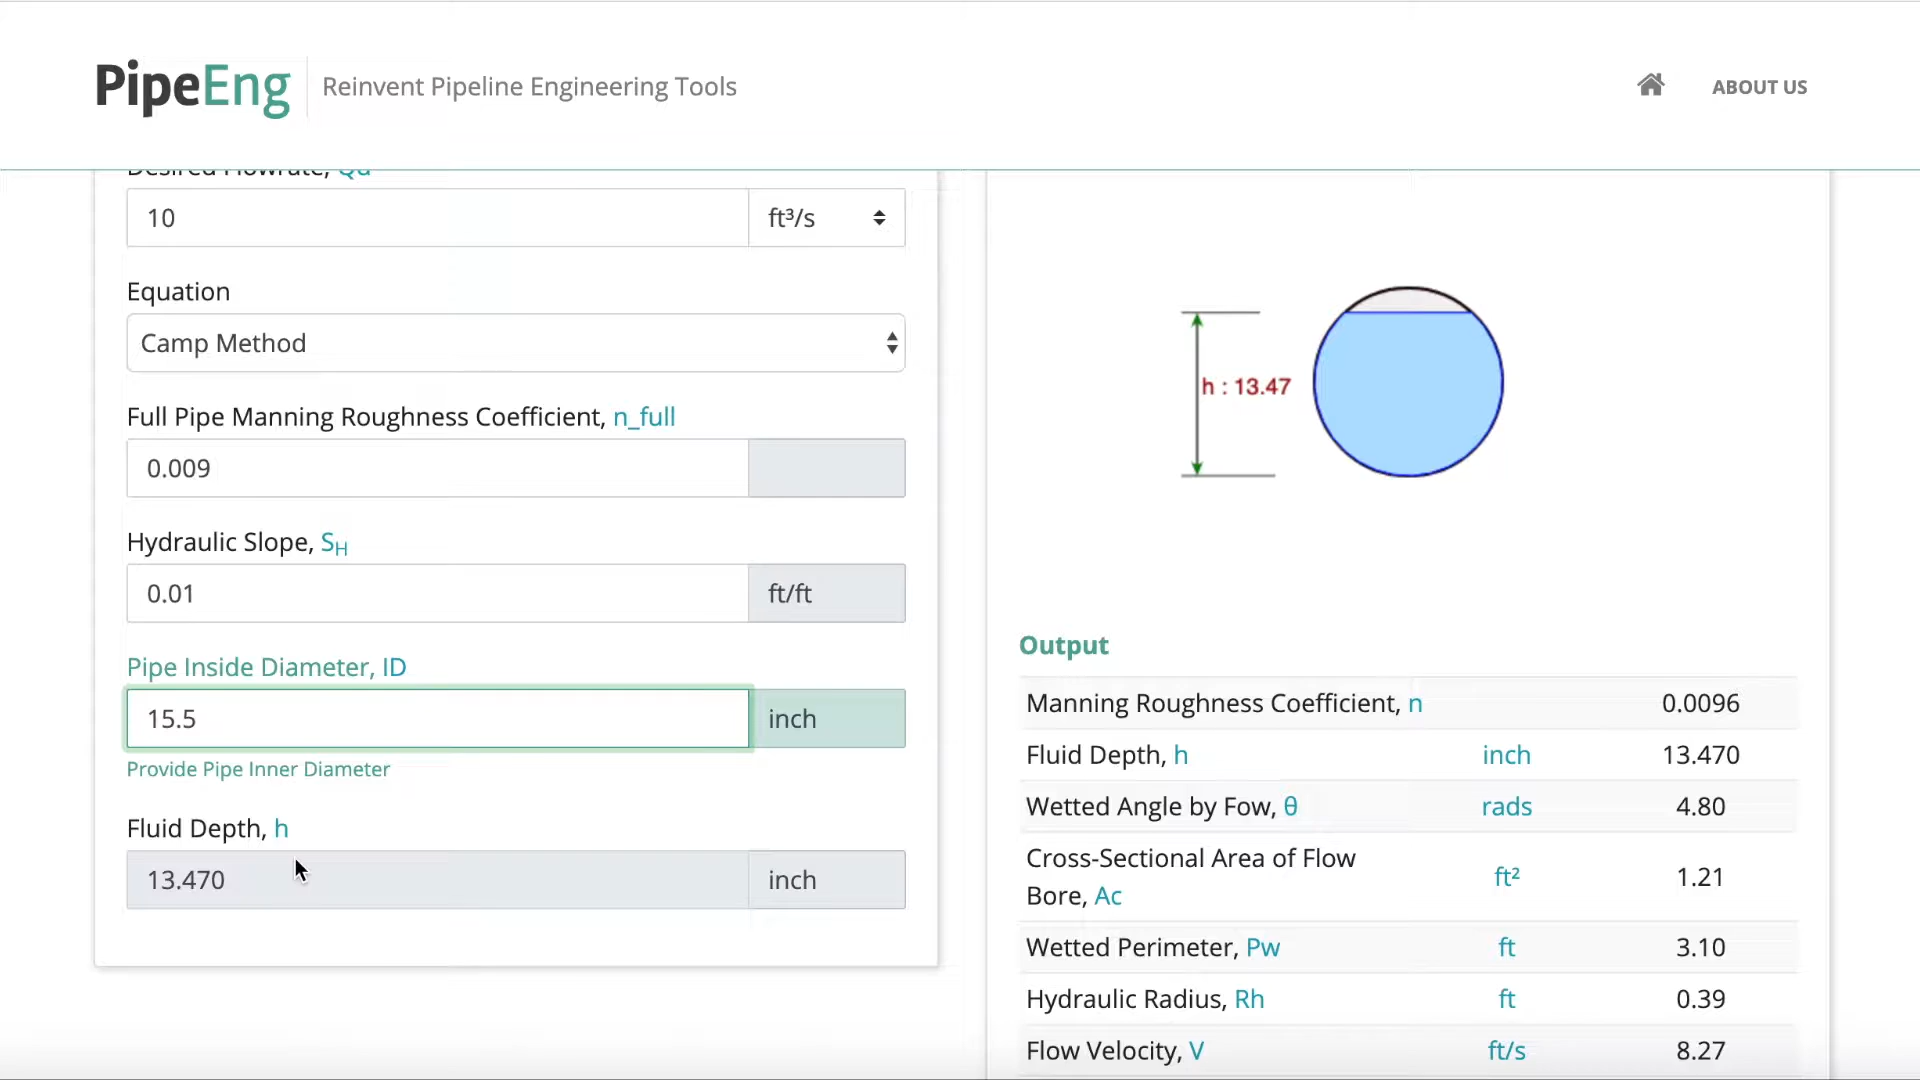 PipeEng
Reinvent Pipeline Engineering Tools
ABOUT US
Desired Flowrate, Qd
10
ft³/s
Equation
Camp Method
Full Pipe Manning Roughness Coefficient, n_full
0.009
Hydraulic Slope, SH
0.01
ft/ft
Pipe Inside Diameter, ID
15.5
inch
Provide Pipe Inner Diameter
Fluid Depth, h
13.470
inch
h : 13.47
Output
Manning Roughness Coefficient, n 0.0096
Fluid Depth, h inch 13.470
Wetted Angle by Fow, θ rads 4.80
Cross-Sectional Area of Flow
Bore, Ac ft² 1.21
Wetted Perimeter, Pw ft 3.10
Hydraulic Radius, Rh ft 0.39
Flow Velocity, V ft/s 8.27